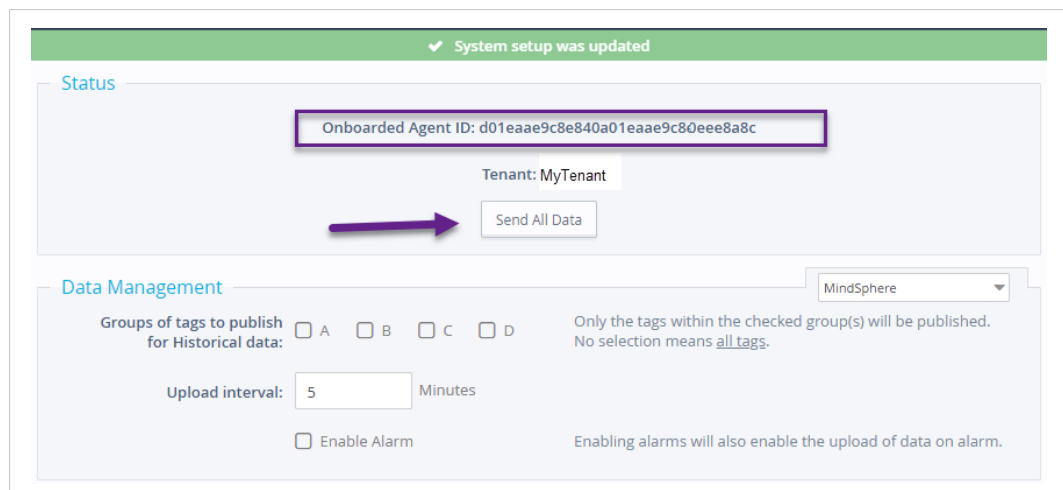 ✔ System setup was updated
Status
Onboarded Agent ID: d01eaae9c8e840a01eaae9c80eee8a8c
Tenant: MyTenant
Send All Data
Data Management
MindSphere
Groups of tags to publish
for Historical data:
A B C D
Only the tags within the checked group(s) will be published.
No selection means all tags.
Upload interval: 5 Minutes
Enable Alarm
Enabling alarms will also enable the upload of data on alarm.